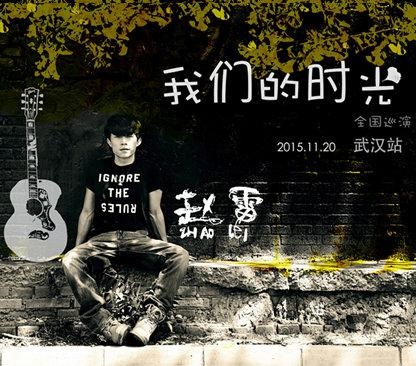 我们的时光
全国巡演
2015.11.20 武汉站
IGNORE
THE
RULES
赵雷
ZHAO LEI